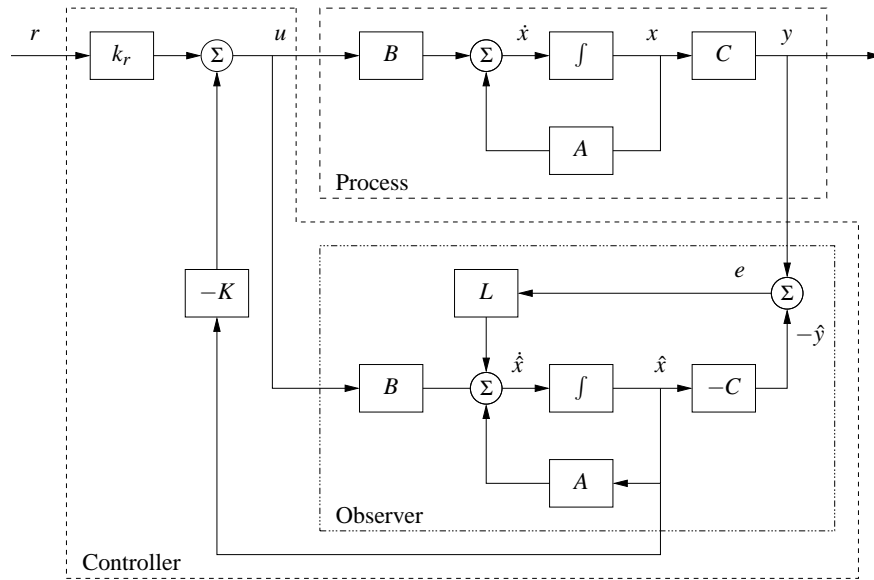 r
k_r
Σ
u
B
Σ
ẋ
∫
x
C
y
A
Process
−K
L
e
Σ
−ŷ
B
Σ
x̂̇
∫
x̂
−C
A
Observer
Controller